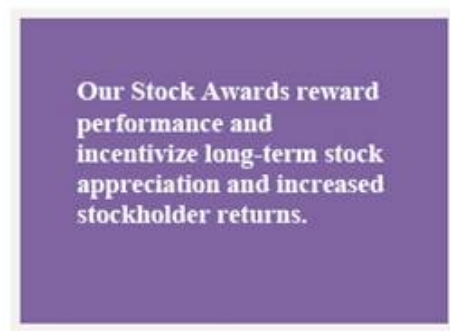 Our Stock Awards reward
performance and
incentivize long-term stock
appreciation and increased
stockholder returns.